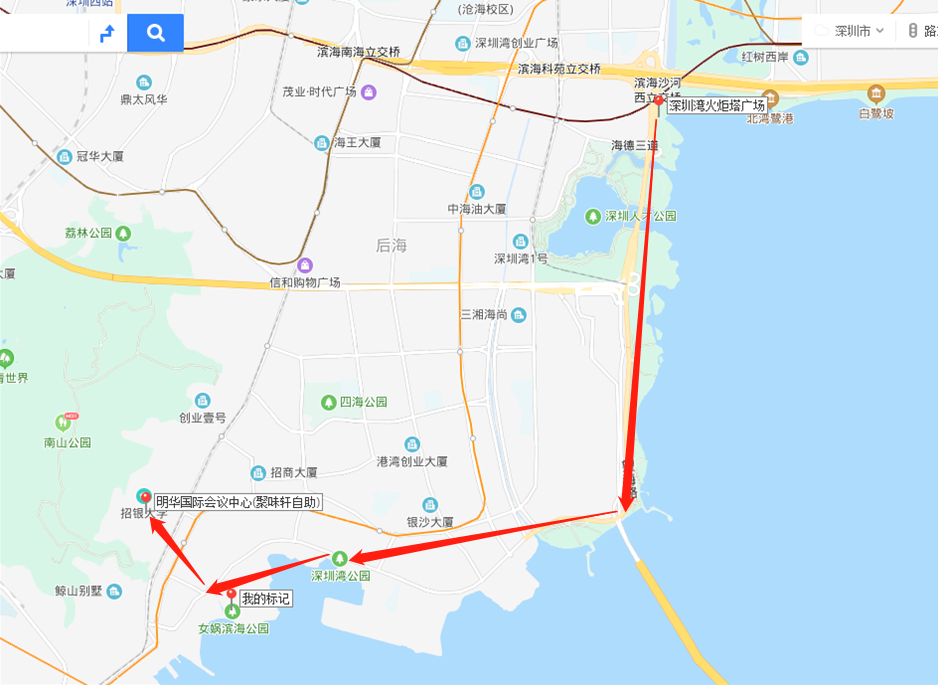 深圳西站
(沧海校区)
深圳湾创业广场
滨海南海立交桥
滨海科苑立交桥
深圳市
红树西岸
鼎太风华
茂业·时代广场
滨海沙河
西立交桥
深圳湾火炬塔广场
北湾鹭港
白鹭坡
海王大厦
海德三道
冠华大厦
中海油大厦
深圳人才公园
荔林公园
后海
深圳湾1号
大厦
信和购物广场
三湘海尚
青世界
创业壹号
四海公园
南山公园
港湾创业大厦
招商大厦
明华国际会议中心(聚味轩自助)
招银大学
银沙大厦
深圳湾公园
鲸山别墅
我的标记
女娲滨海公园